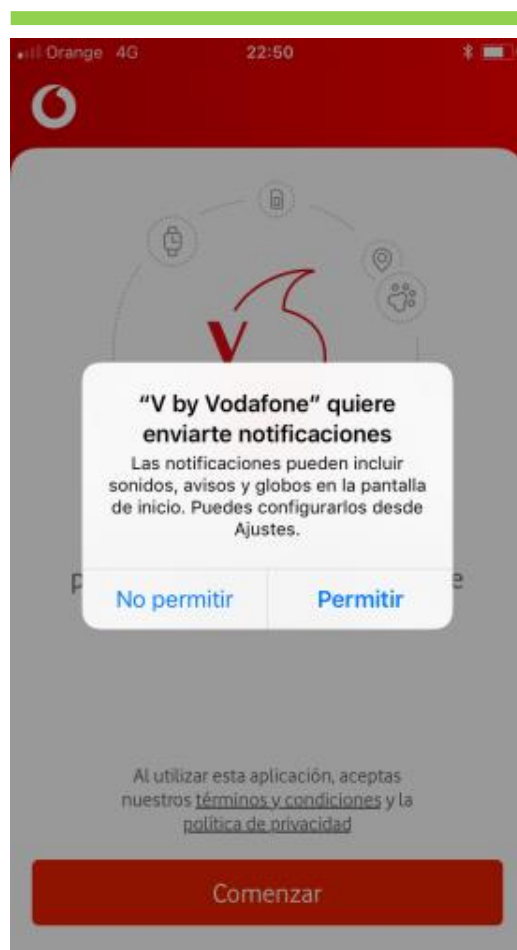 Orange 4G 22:50
V
“V by Vodafone” quiere
enviarte notificaciones
Las notificaciones pueden incluir
sonidos, avisos y globos en la pantalla
de inicio. Puedes configurarlos desde
Ajustes.
No permitir Permitir
Al utilizar esta aplicación, aceptas
nuestros términos y condiciones y la
política de privacidad
Comenzar